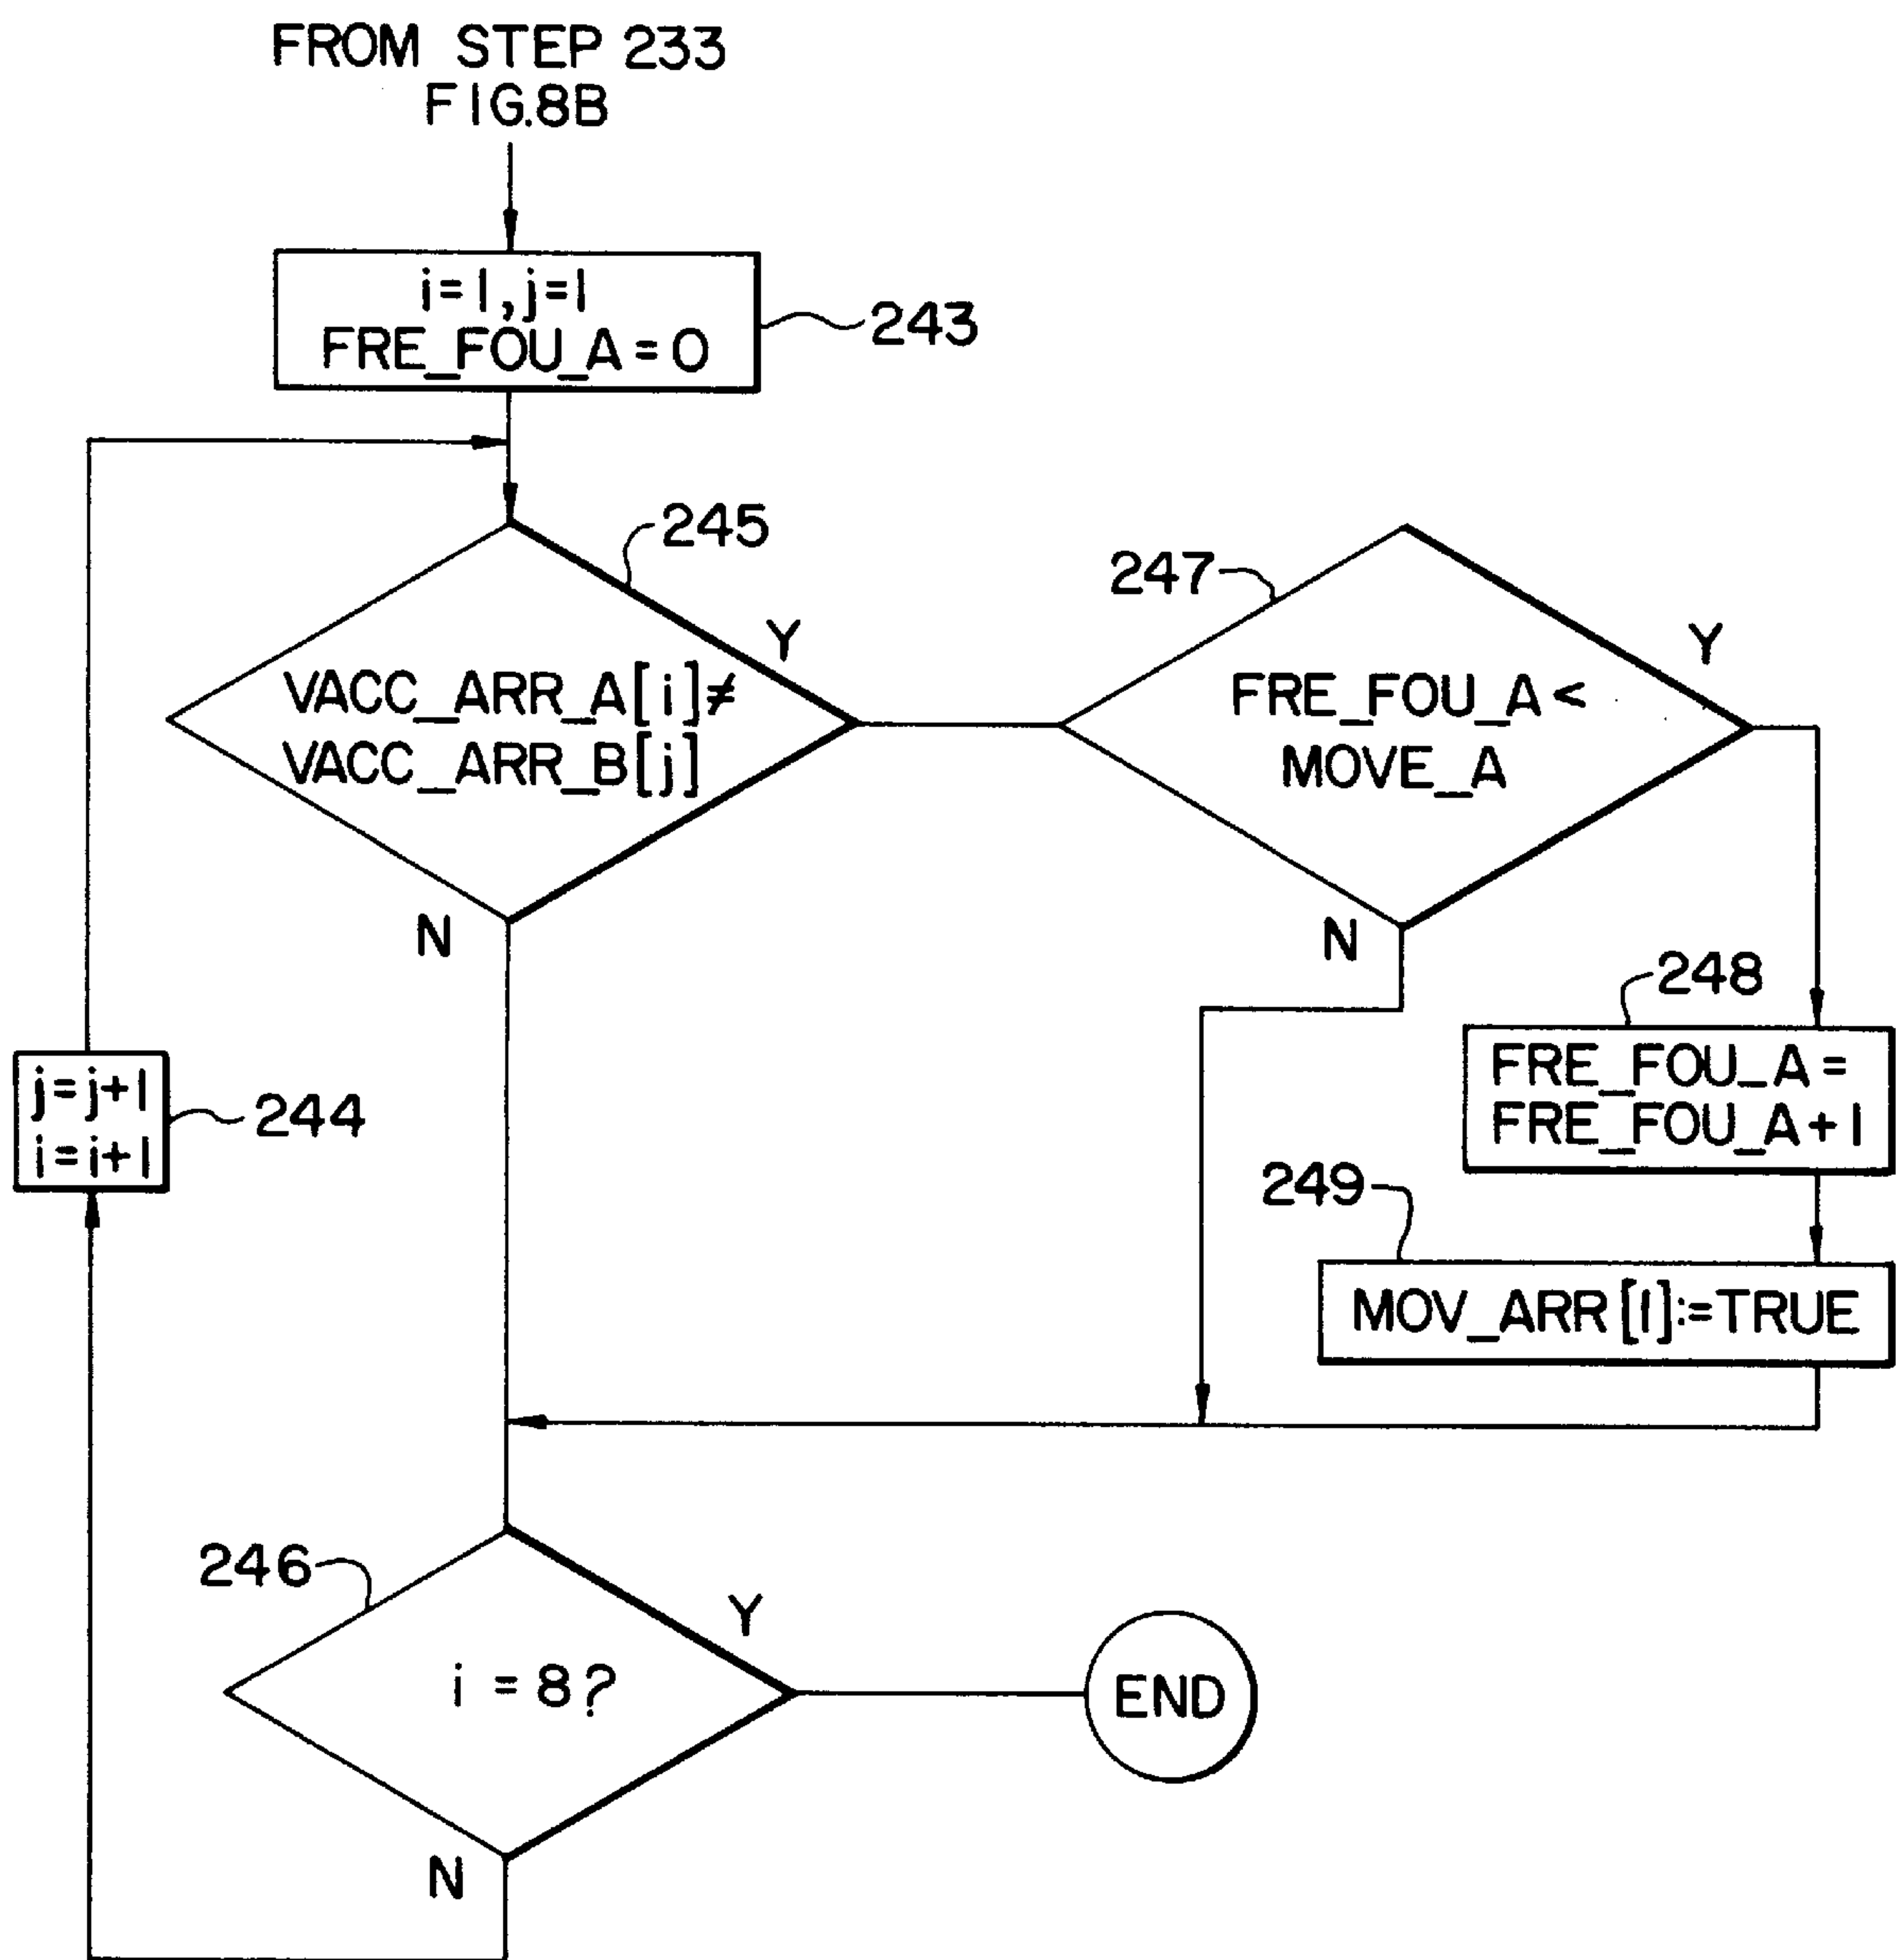 FROM STEP 233
FIG.8B
i=1,j=1
FRE_FOU_A=0
243
245
Y
VACC_ARR_A[i]≠
VACC_ARR_B[j]
N
247
Y
FRE_FOU_A<
MOVE_A
N
248
FRE_FOU_A=
FRE_FOU_A+1
j=j+1
i=i+1
244
249
MOV_ARR[I]:=TRUE
246
Y
i =8?
N
END